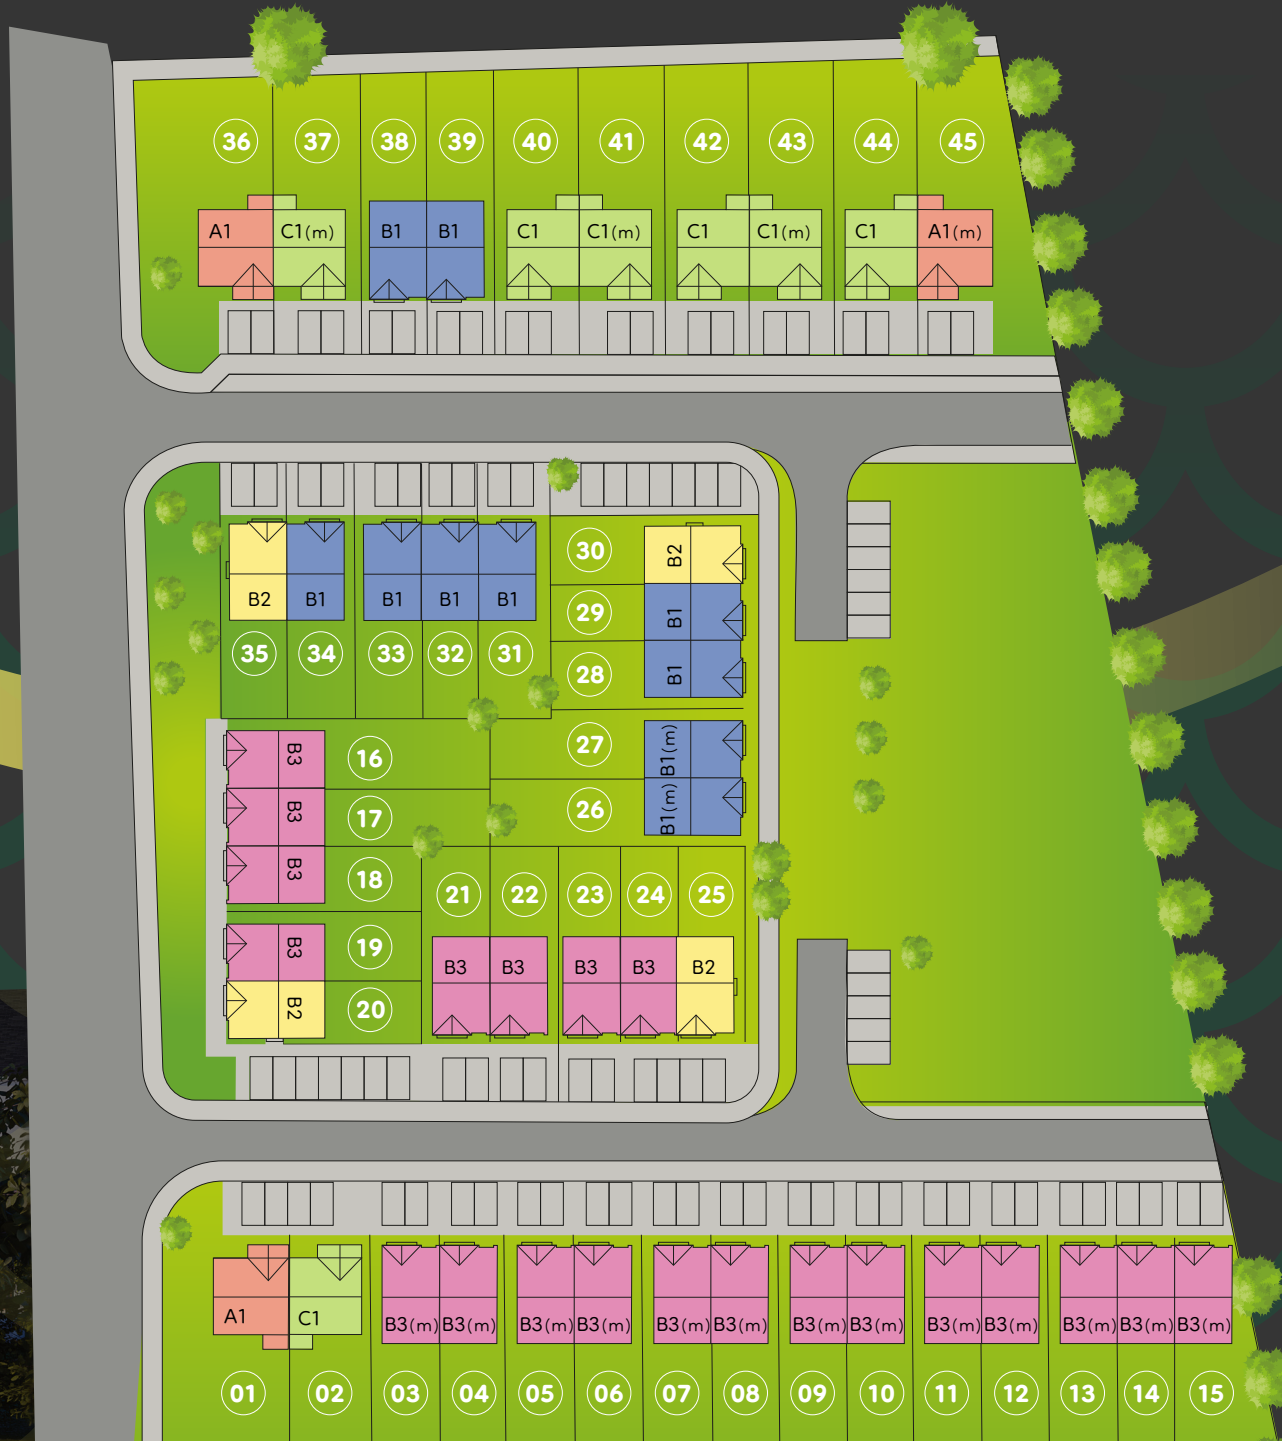 36 37 38 39 40 41 42 43 44 45
A1 C1(m) B1 B1 C1 C1(m) C1 C1(m) C1 A1(m)
B2 B1 B1 B1 B1
35 34 33 32 31
30 B2
29 B1
28 B1
27 B1(m)
26 B1(m)
B3 16
B3 17
B3 18
B3 19
B2 20
21 22 23 24 25
B3 B3 B3 B3 B2
A1 C1 B3(m) B3(m) B3(m) B3(m) B3(m) B3(m) B3(m) B3(m) B3(m) B3(m) B3(m) B3(m) B3(m)
01 02 03 04 05 06 07 08 09 10 11 12 13 14 15